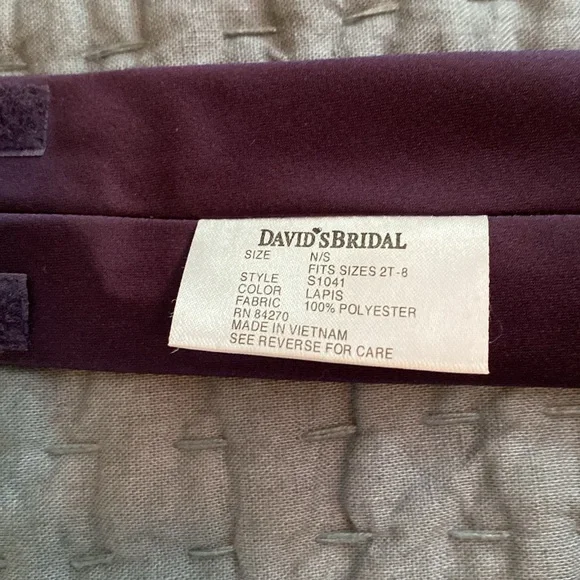 DAVID'S BRIDAL
SIZE N/S
FITS SIZES 2T-8
STYLE S1041
COLOR LAPIS
FABRIC 100% POLYESTER
RN 84270
MADE IN VIETNAM
SEE REVERSE FOR CARE